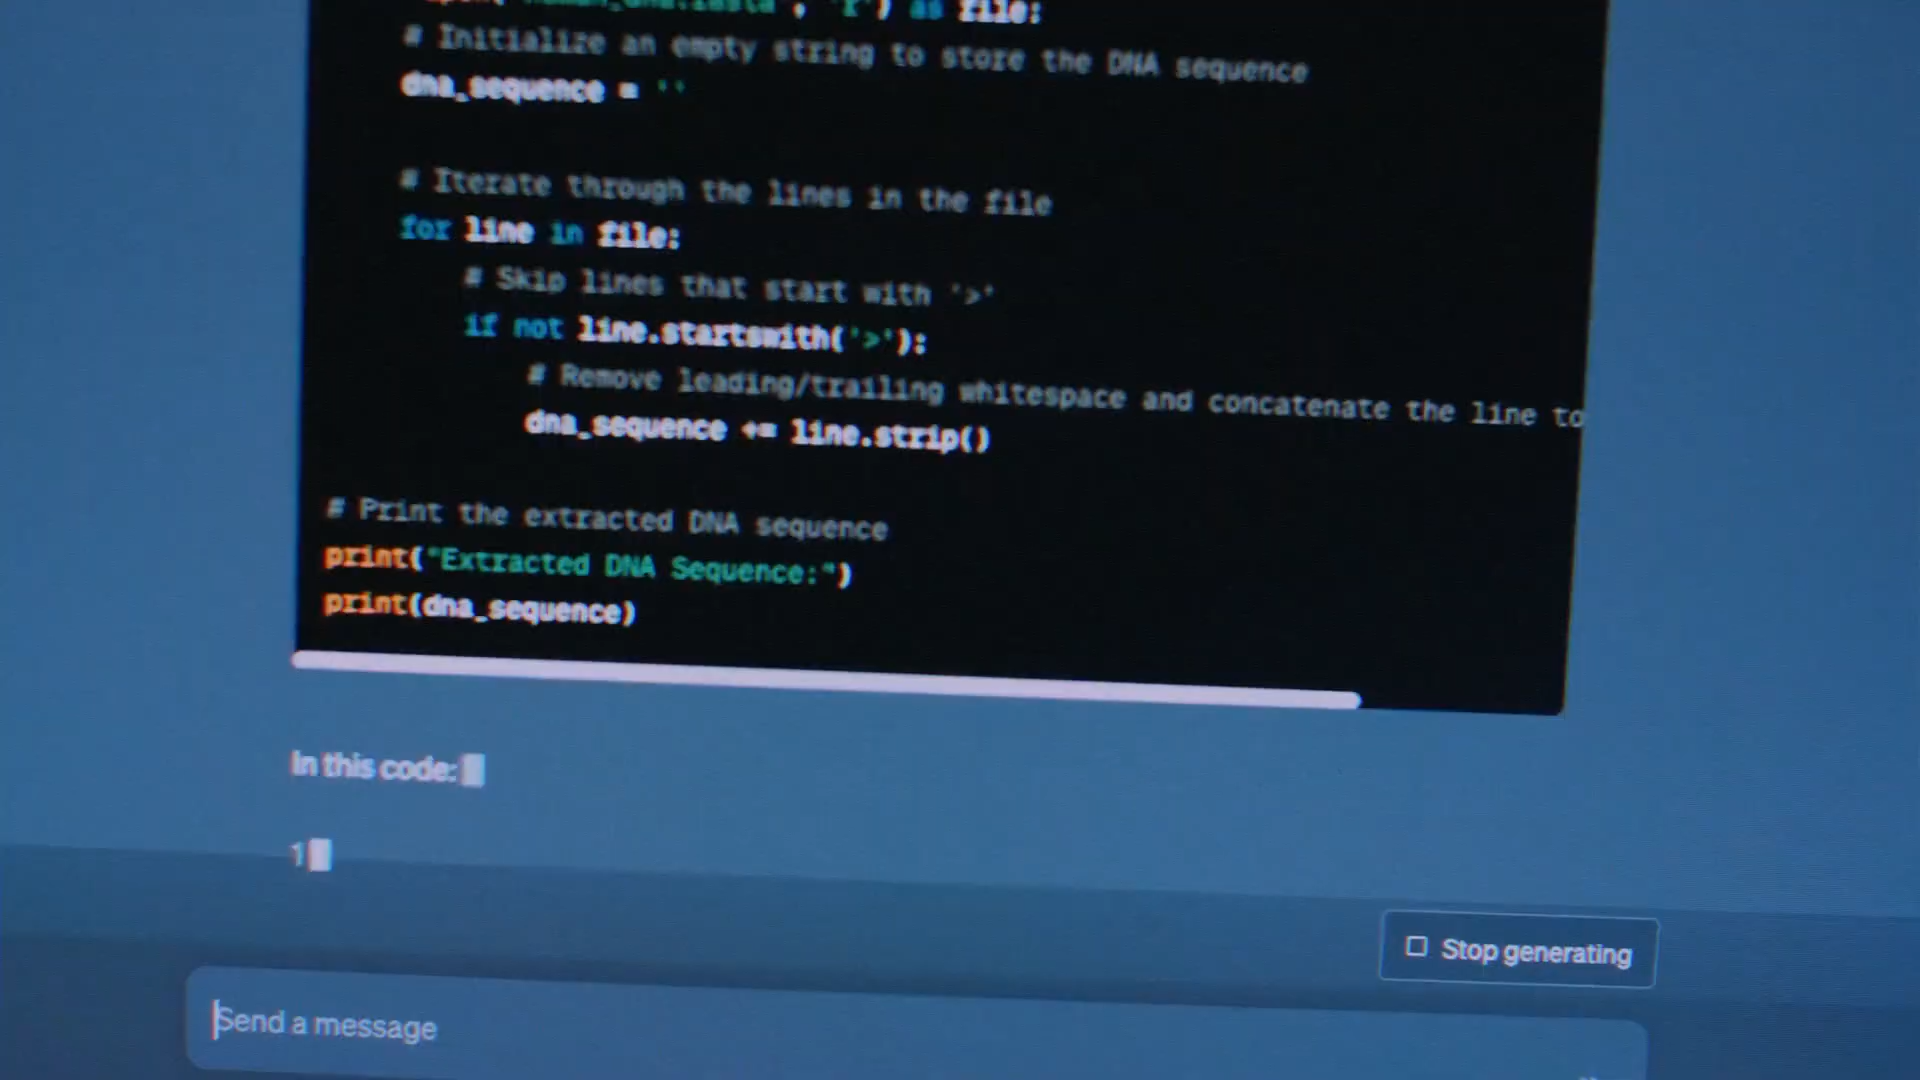 'r') as file:
# Initialize an empty string to store the DNA sequence
dna_sequence = ''
# Iterate through the lines in the file
for line in file:
# Skip lines that start with '>'
if not line.startswith('>'):
# Remove leading/trailing whitespace and concatenate the line to
dna_sequence += line.strip()
# Print the extracted DNA sequence
print("Extracted DNA Sequence:")
print(dna_sequence)
In this code:
1
Stop generating
Send a message